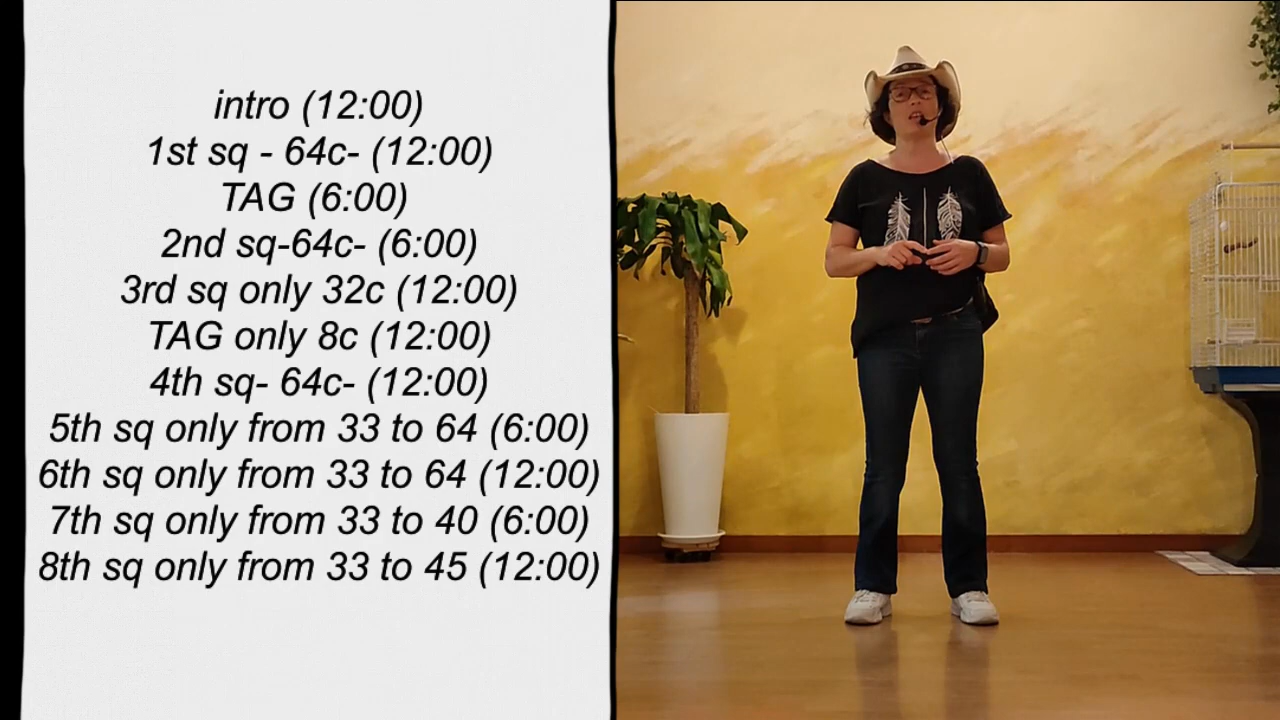 intro (12:00)
1st sq - 64c- (12:00)
TAG (6:00)
2nd sq-64c- (6:00)
3rd sq only 32c (12:00)
TAG only 8c (12:00)
4th sq- 64c- (12:00)
5th sq only from 33 to 64 (6:00)
6th sq only from 33 to 64 (12:00)
7th sq only from 33 to 40 (6:00)
8th sq only from 33 to 45 (12:00)